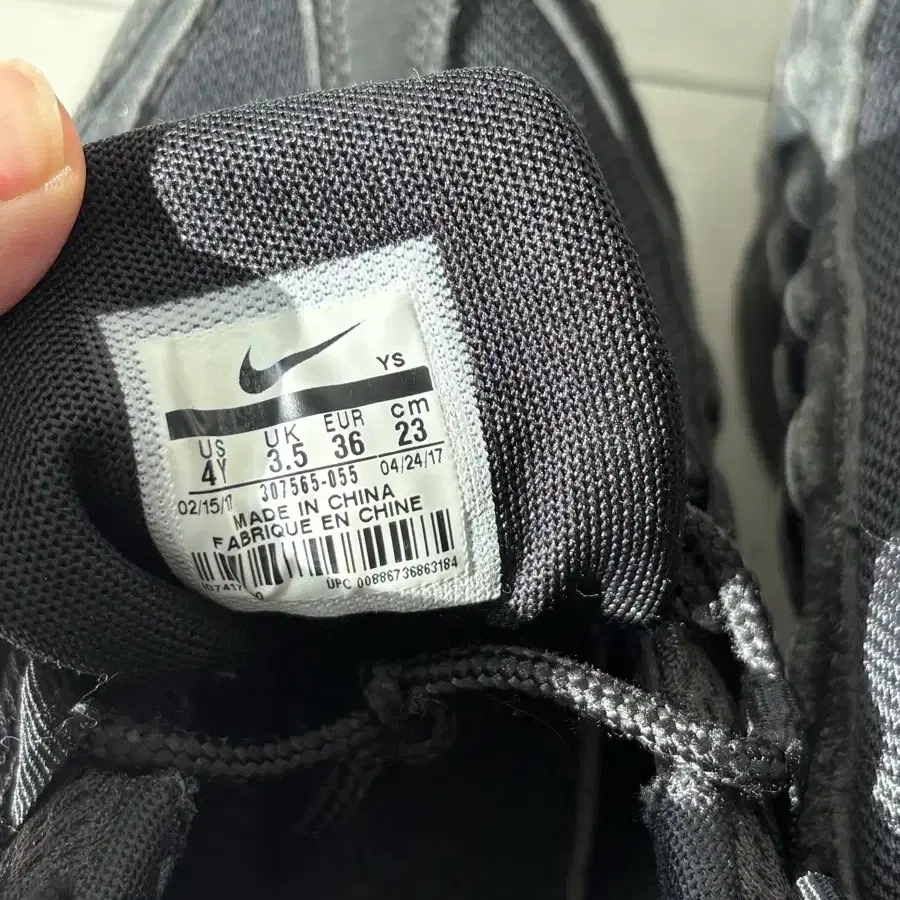 YS
US UK EUR cm
4Y 3.5 36 23
02/15/17 307565-055 04/24/17
MADE IN CHINA
FABRIQUE EN CHINE
UPC 00886736863184